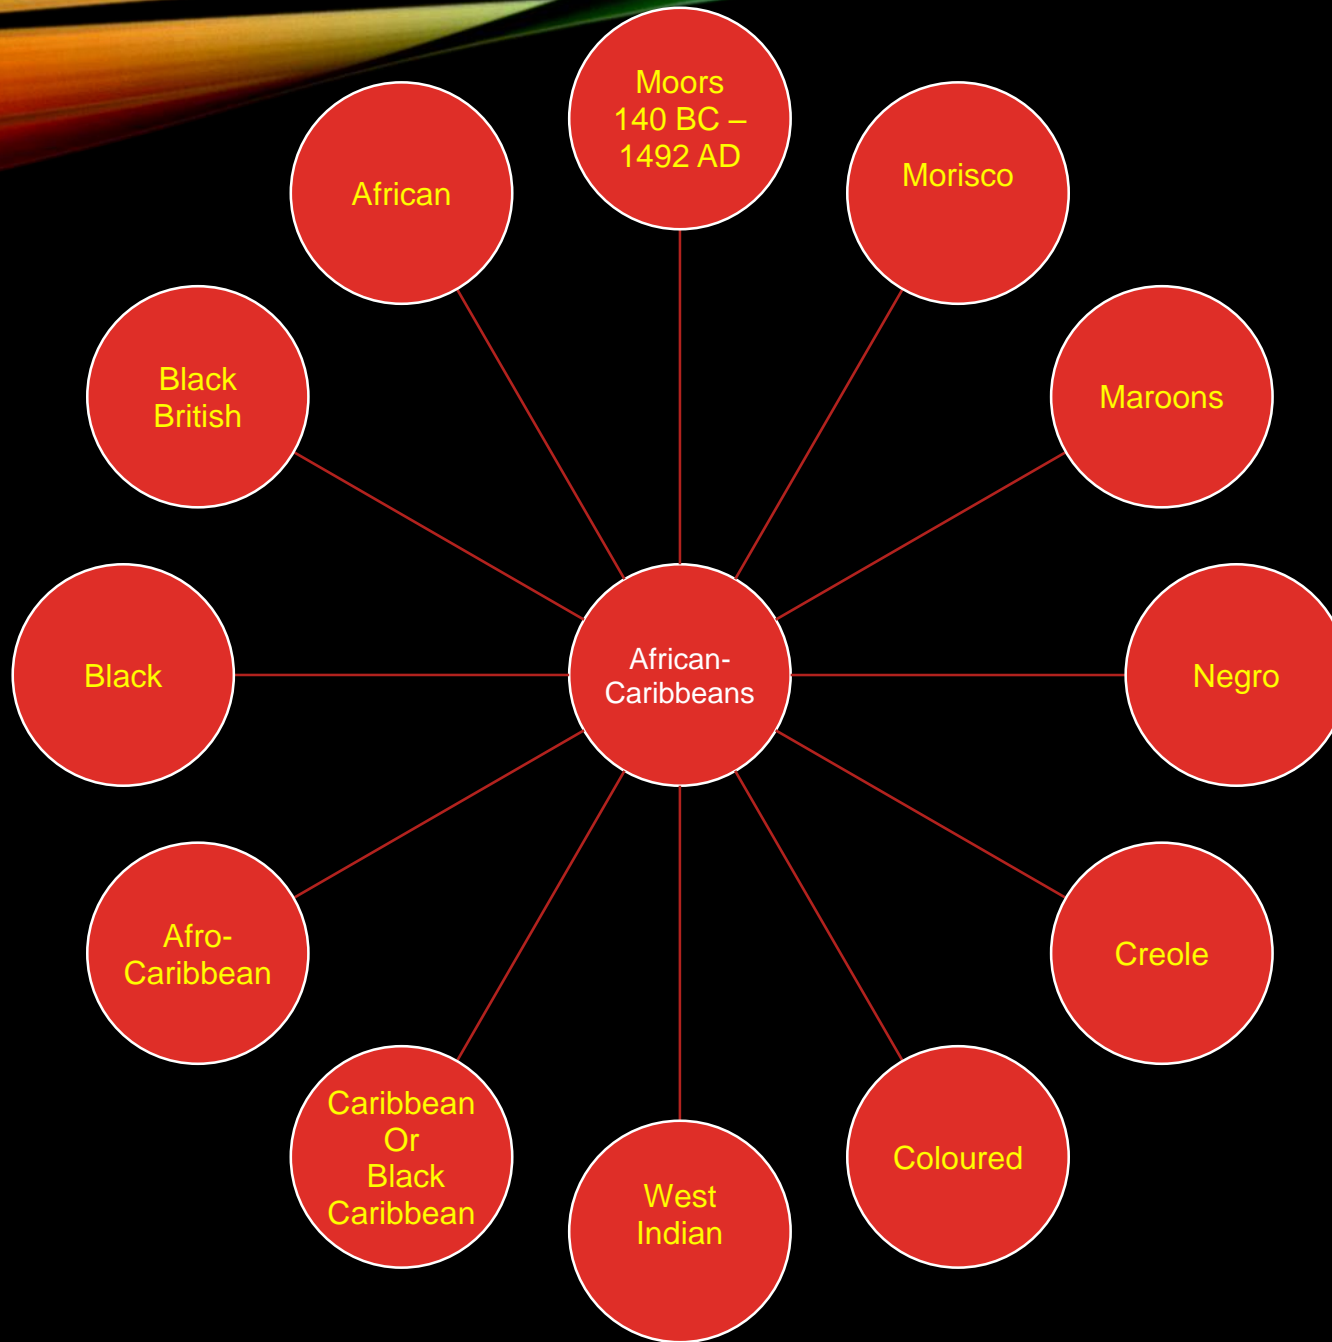 Moors
140 BC –
1492 AD
Morisco
Maroons
Negro
Creole
Coloured
West
Indian
Caribbean
Or
Black
Caribbean
Afro-
Caribbean
Black
Black
British
African
African-
Caribbeans